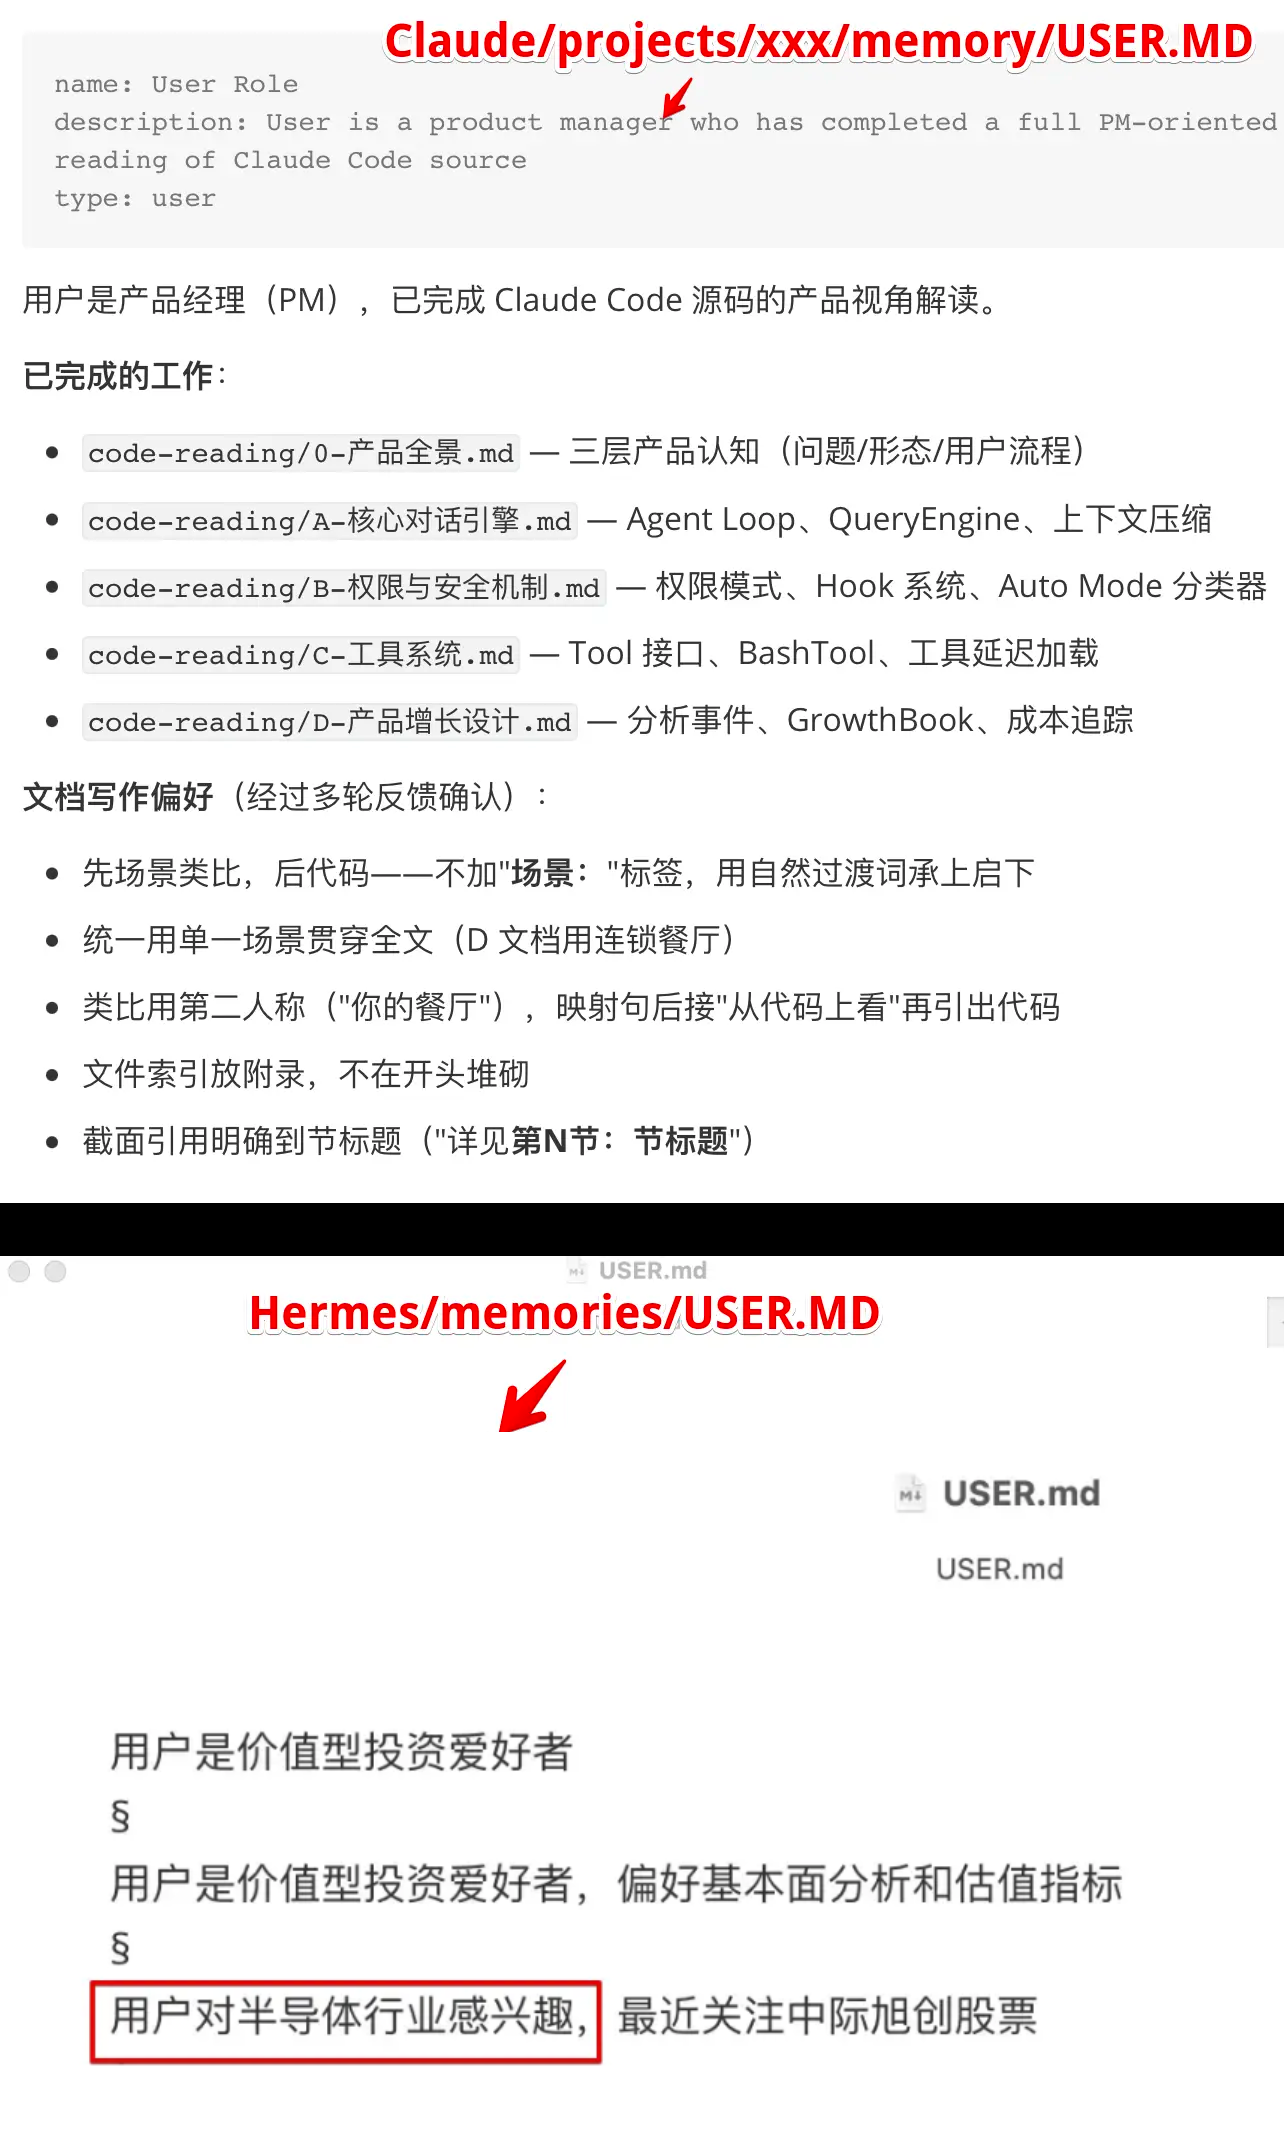 Claude/projects/xxx/memory/USER.MD
name: User Role
description: User is a product manager who has completed a full PM-oriented
reading of Claude Code source
type: user
用户是产品经理（PM），已完成 Claude Code 源码的产品视角解读。
已完成的工作：
code-reading/0-产品全景.md — 三层产品认知（问题/形态/用户流程）
code-reading/A-核心对话引擎.md — Agent Loop、QueryEngine、上下文压缩
code-reading/B-权限与安全机制.md — 权限模式、Hook 系统、Auto Mode 分类器
code-reading/C-工具系统.md — Tool 接口、BashTool、工具延迟加载
code-reading/D-产品增长设计.md — 分析事件、GrowthBook、成本追踪
文档写作偏好（经过多轮反馈确认）：
先场景类比，后代码——不加"场景："标签，用自然过渡词承上启下
统一用单一场景贯穿全文（D 文档用连锁餐厅）
类比用第二人称（"你的餐厅"），映射句后接"从代码上看"再引出代码
文件索引放附录，不在开头堆砌
截面引用明确到节标题（"详见第N节：节标题"）
USER.md
Hermes/memories/USER.MD
USER.md
USER.md
用户是价值型投资爱好者
§
用户是价值型投资爱好者，偏好基本面分析和估值指标
§
用户对半导体行业感兴趣，最近关注中际旭创股票